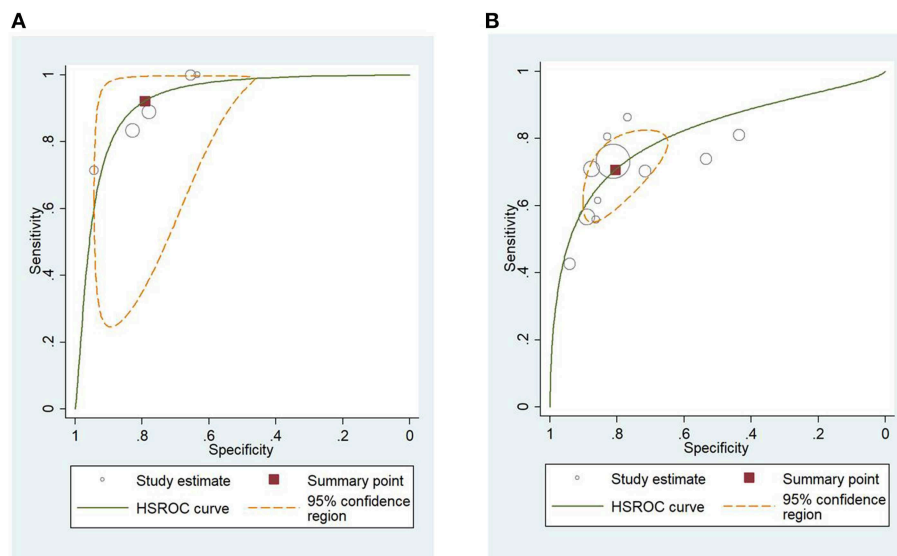 A
B
1
.8
.6
.4
.2
0
Sensitivity
1
.8
.6
.4
.2
0
Specificity
Study estimate
Summary point
HSROC curve
95% confidence
region
1
.8
.6
.4
.2
0
Sensitivity
1
.8
.6
.4
.2
0
Specificity
Study estimate
Summary point
HSROC curve
95% confidence
region